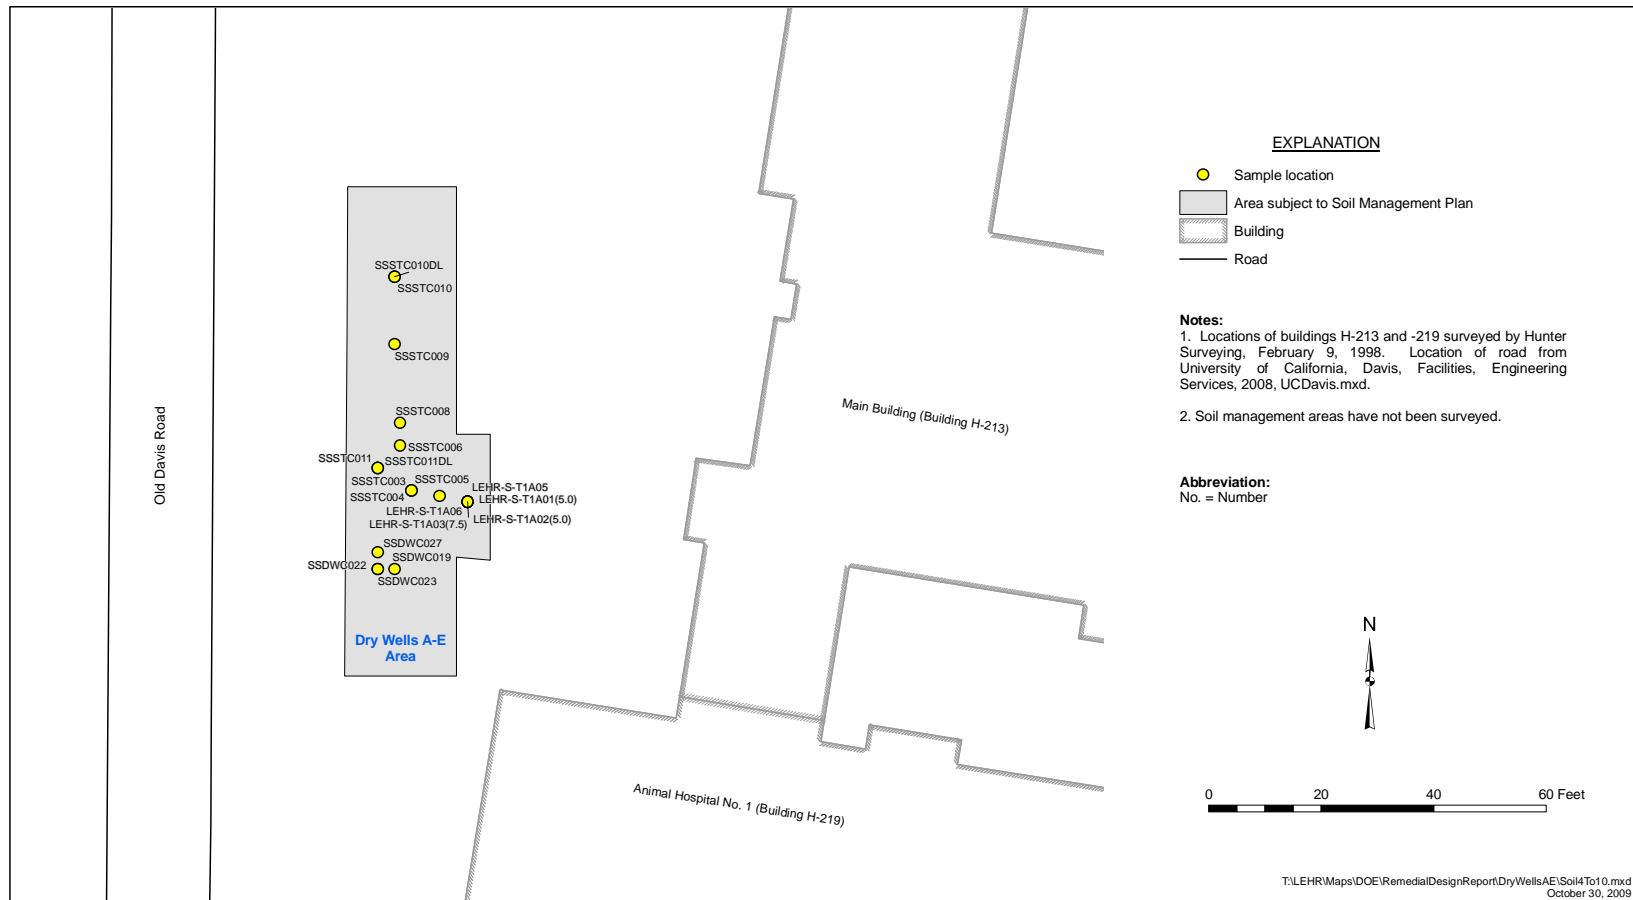 SSSTC010DL
SSSTC010
SSSTC009
SSSTC008
SSSTC006
SSSTC011
SSSTC011DL
SSSTC003
SSSTC005
SSSTC004
LEHR-S-T1A05
LEHR-S-T1A01(5.0)
LEHR-S-T1A06
LEHR-S-T1A03(7.5)
LEHR-S-T1A02(5.0)
SSDWC027
SSDWC019
SSDWC022
SSDWC023
Dry Wells A-E
Area
Old Davis Road
Main Building (Building H-213)
Animal Hospital No. 1 (Building H-219)
EXPLANATION
Sample location
Area subject to Soil Management Plan
Building
Road
Notes:
1. Locations of buildings H-213 and -219 surveyed by Hunter
Surveying, February 9, 1998. Location of road from
University of California, Davis, Facilities, Engineering
Services, 2008, UCDavis.mxd.
2. Soil management areas have not been surveyed.
Abbreviation:
No. = Number
N
0 20 40 60 Feet
T:\LEHR\Maps\DOE\RemedialDesignReport\DryWellsAE\Soil4To10.mxd
October 30, 2009